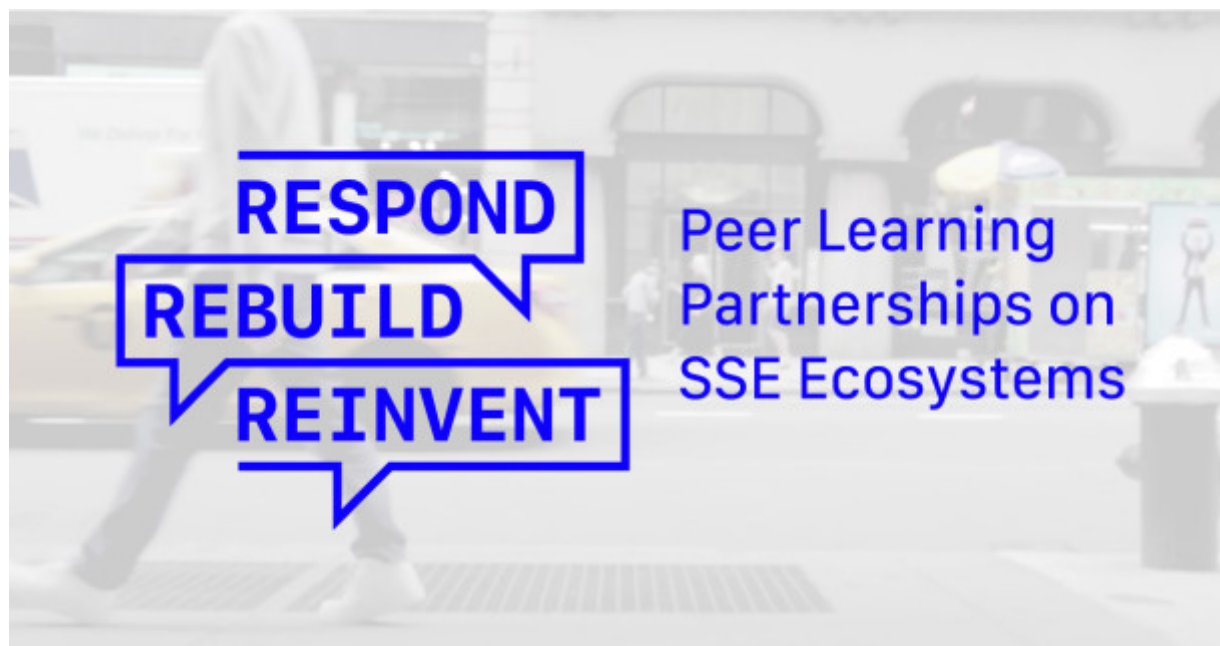 RESPOND
REBUILD
REINVENT
Peer Learning
Partnerships on
SSE Ecosystems